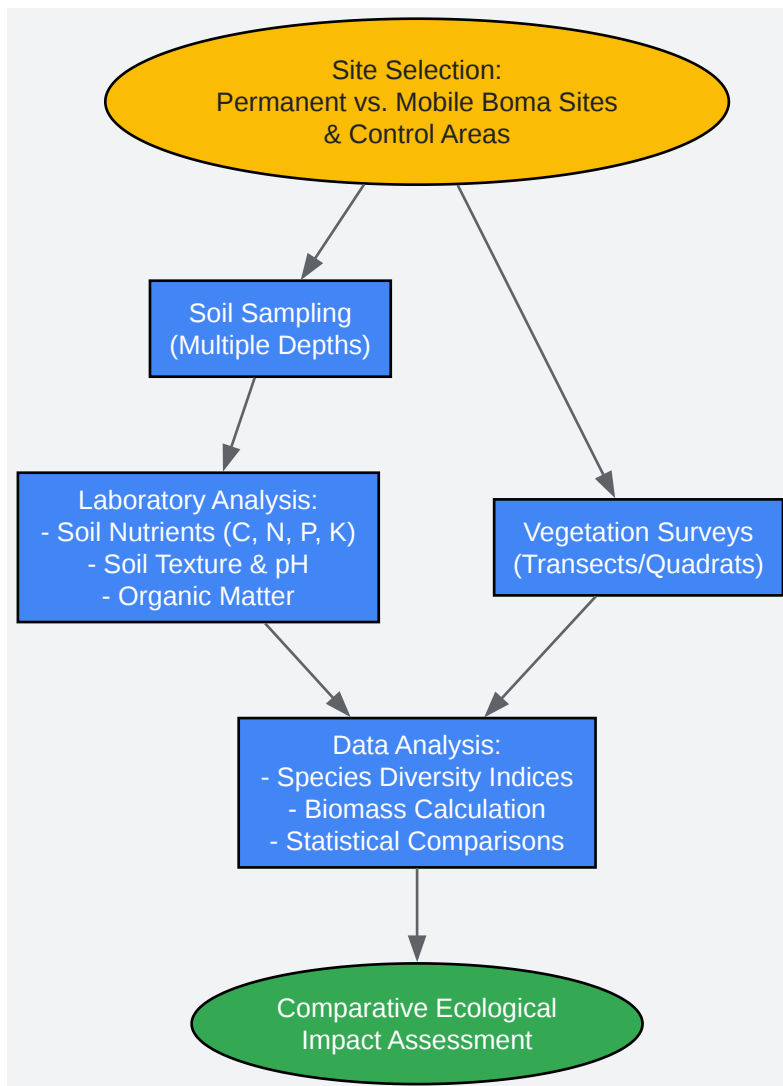 Site Selection:
Permanent vs. Mobile Boma Sites
& Control Areas
Soil Sampling
(Multiple Depths)
Laboratory Analysis:
- Soil Nutrients (C, N, P, K)
- Soil Texture & pH
- Organic Matter
Vegetation Surveys
(Transects/Quadrats)
Data Analysis:
- Species Diversity Indices
- Biomass Calculation
- Statistical Comparisons
Comparative Ecological
Impact Assessment